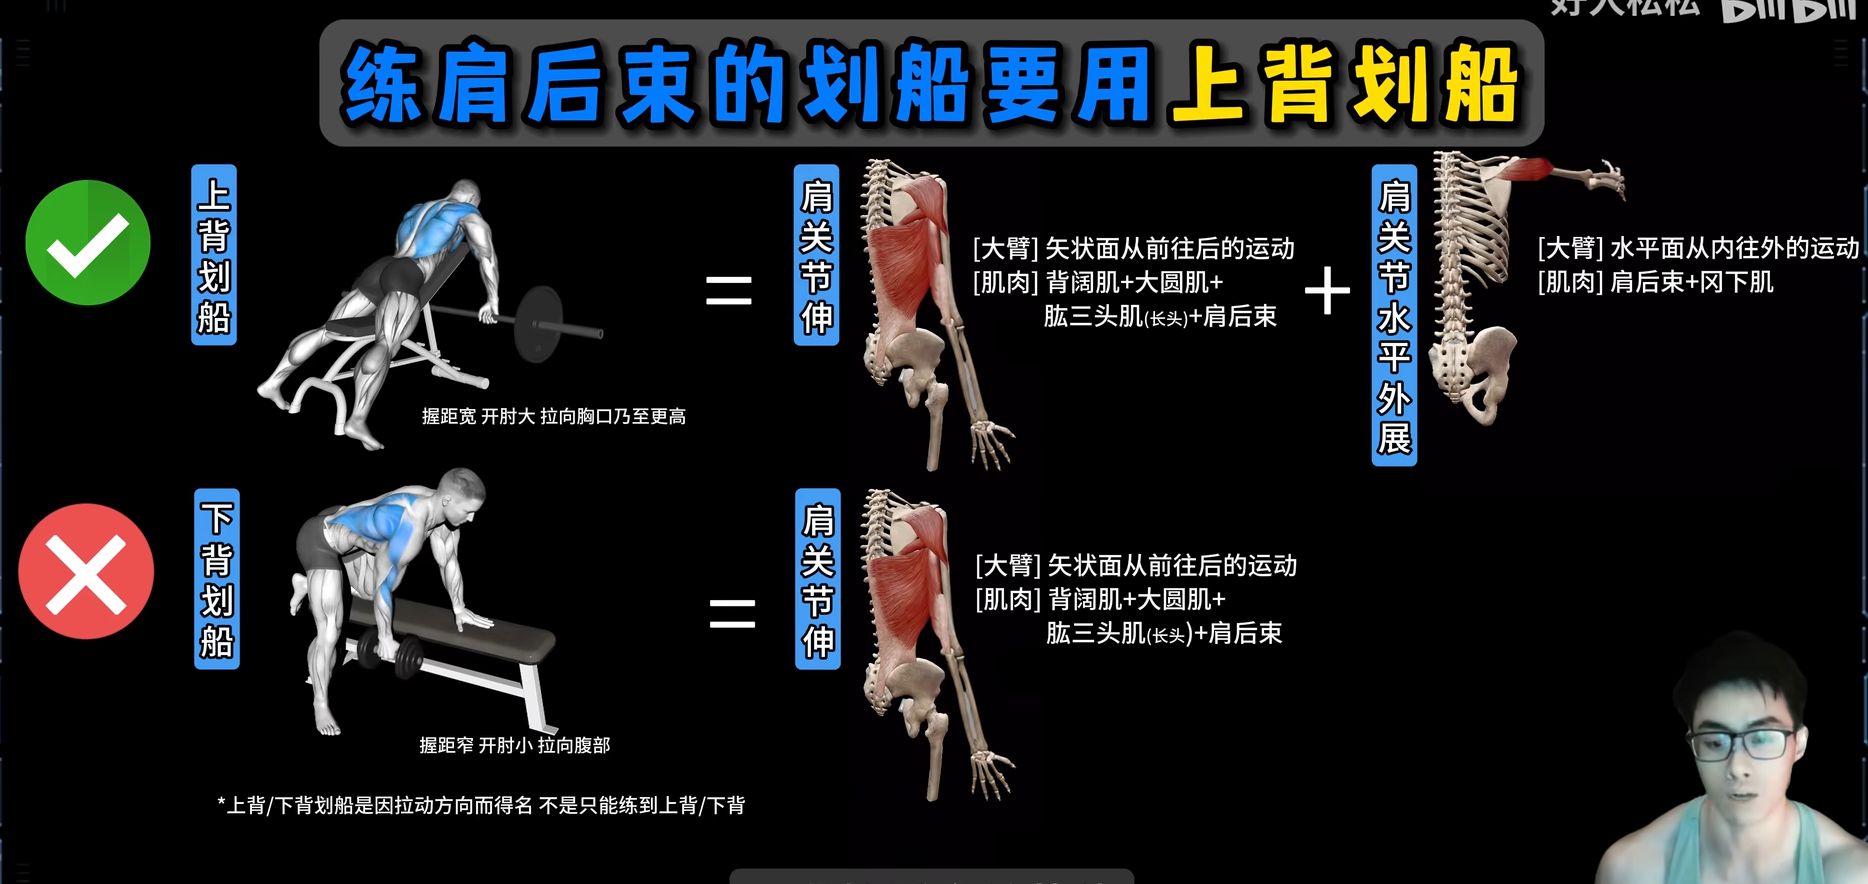 好人松松 bilibili
练肩后束的划船要用上背划船
上背划船
握距宽 开肘大 拉向胸口乃至更高
=
肩关节伸
[大臂] 矢状面从前往后的运动
[肌肉] 背阔肌+大圆肌+
肱三头肌(长头)+肩后束
+
肩关节水平外展
[大臂] 水平面从内往外的运动
[肌肉] 肩后束+冈下肌
下背划船
握距窄 开肘小 拉向腹部
=
肩关节伸
[大臂] 矢状面从前往后的运动
[肌肉] 背阔肌+大圆肌+
肱三头肌(长头)+肩后束
*上背/下背划船是因拉动方向而得名 不是只能练到上背/下背